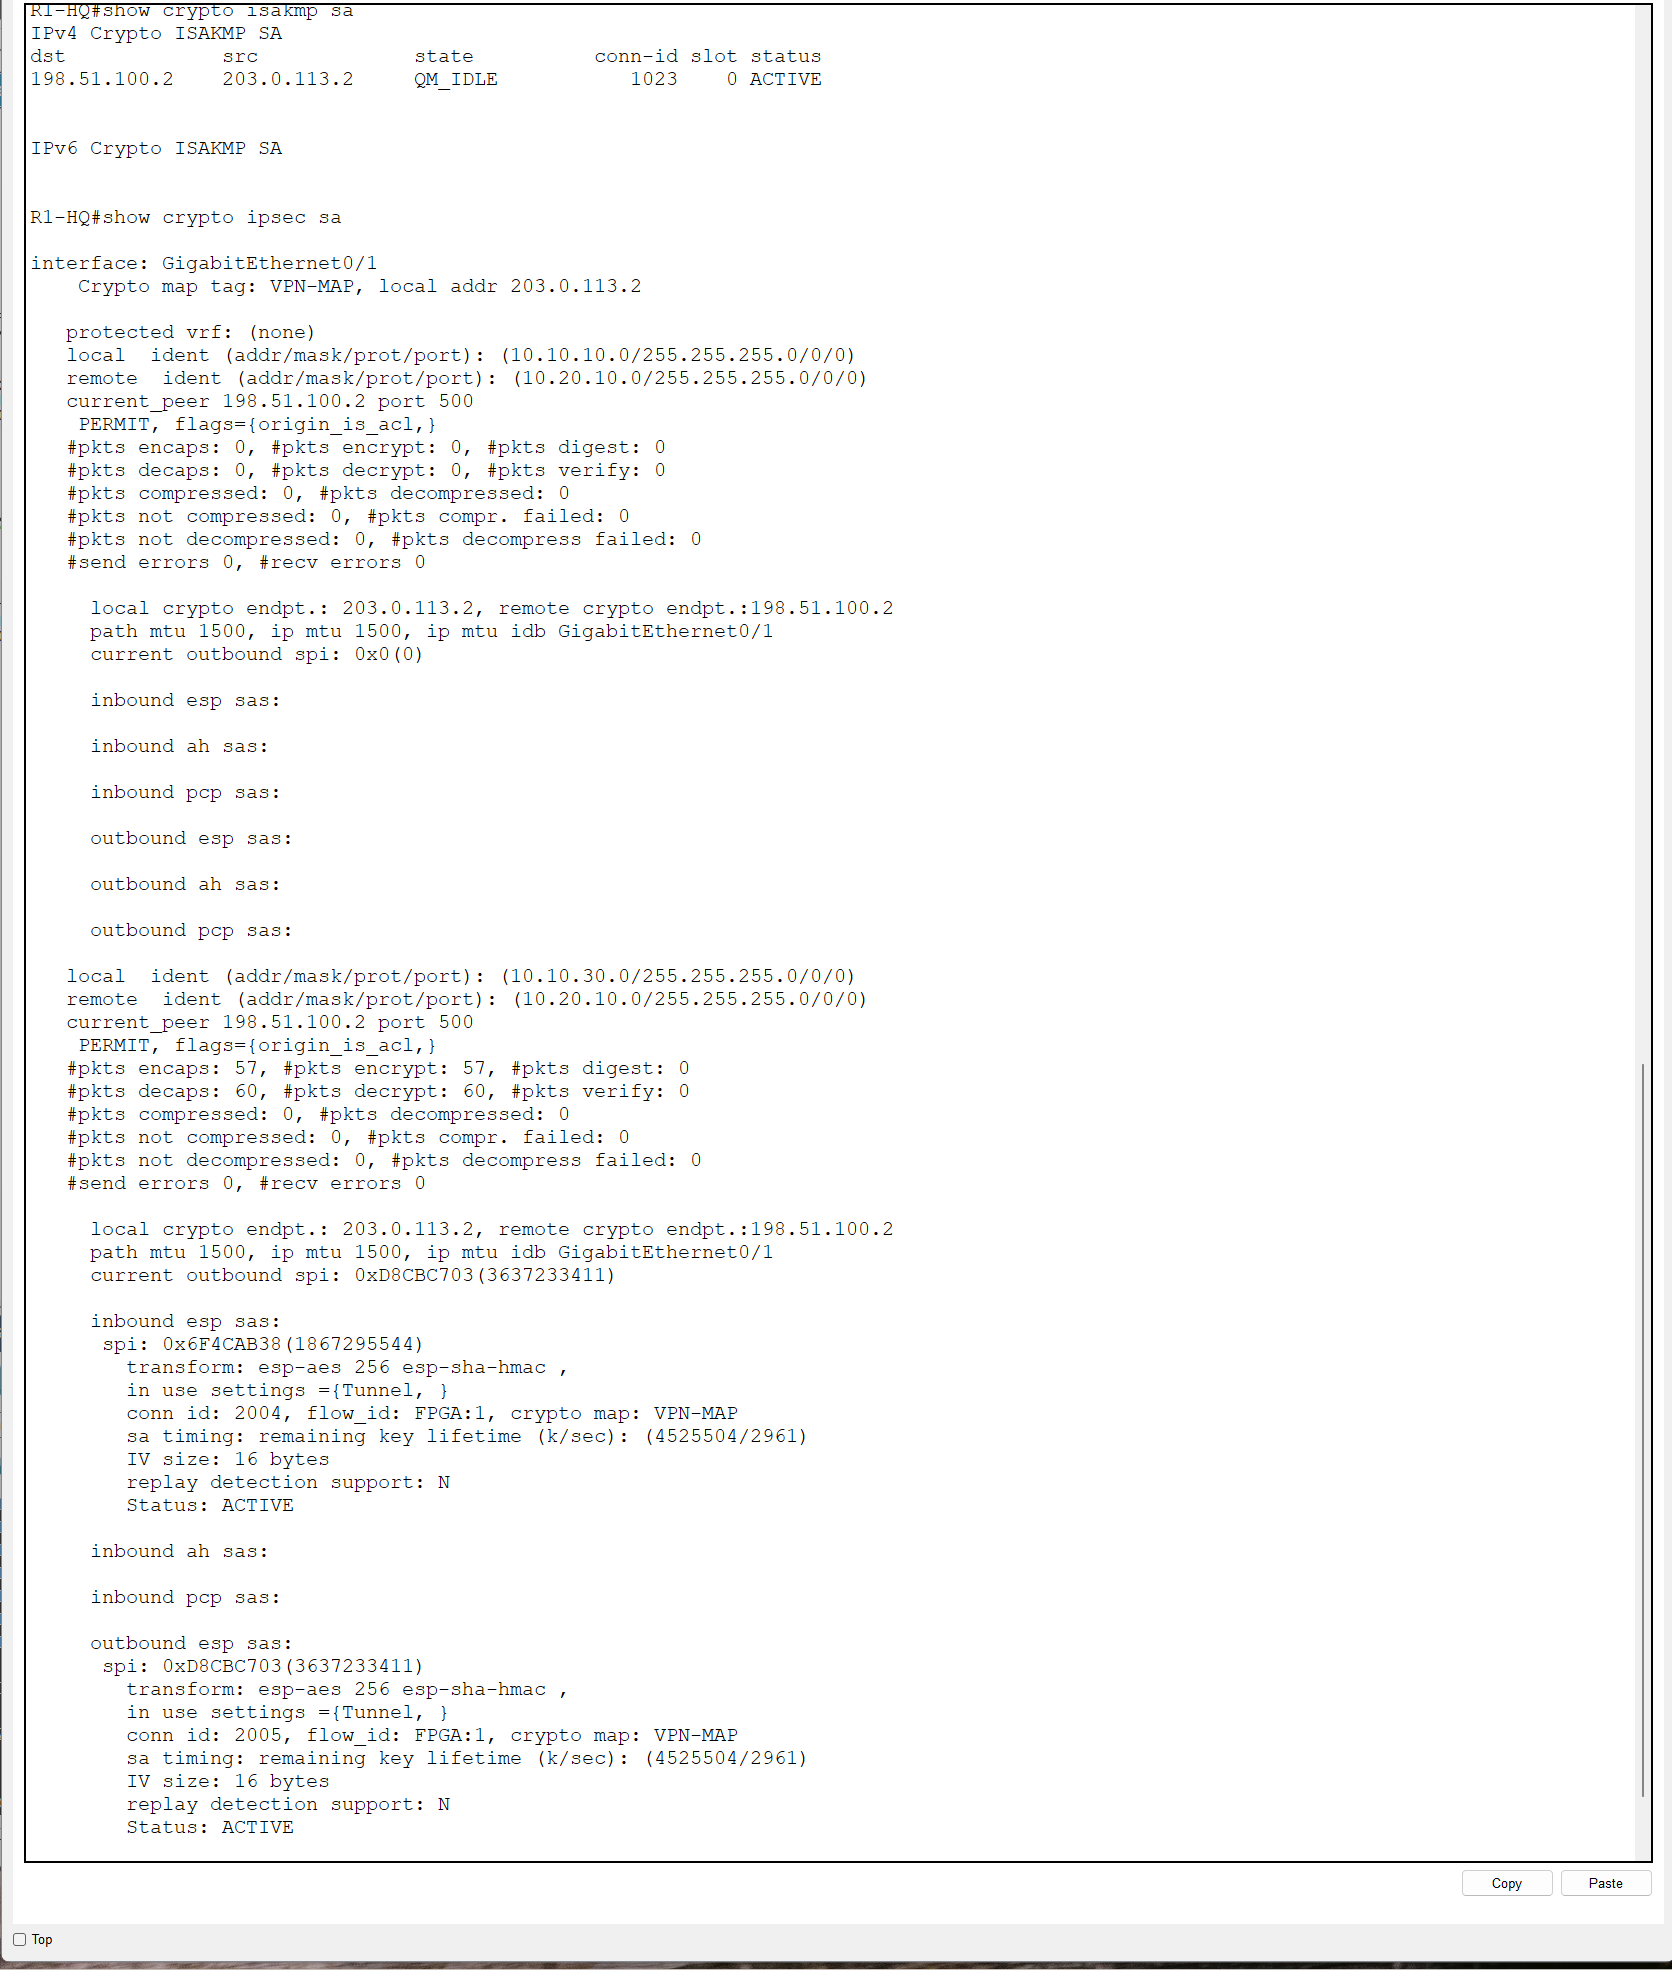 R1-HQ#show crypto isakmp sa
IPv4 Crypto ISAKMP SA
dst             src             state          conn-id slot status
198.51.100.2    203.0.113.2     QM_IDLE           1023    0 ACTIVE
IPv6 Crypto ISAKMP SA
R1-HQ#show crypto ipsec sa
interface: GigabitEthernet0/1
    Crypto map tag: VPN-MAP, local addr 203.0.113.2
   protected vrf: (none)
   local  ident (addr/mask/prot/port): (10.10.10.0/255.255.255.0/0/0)
   remote  ident (addr/mask/prot/port): (10.20.10.0/255.255.255.0/0/0)
   current_peer 198.51.100.2 port 500
    PERMIT, flags={origin_is_acl,}
   #pkts encaps: 0, #pkts encrypt: 0, #pkts digest: 0
   #pkts decaps: 0, #pkts decrypt: 0, #pkts verify: 0
   #pkts compressed: 0, #pkts decompressed: 0
   #pkts not compressed: 0, #pkts compr. failed: 0
   #pkts not decompressed: 0, #pkts decompress failed: 0
   #send errors 0, #recv errors 0
     local crypto endpt.: 203.0.113.2, remote crypto endpt.:198.51.100.2
     path mtu 1500, ip mtu 1500, ip mtu idb GigabitEthernet0/1
     current outbound spi: 0x0(0)
     inbound esp sas:
     inbound ah sas:
     inbound pcp sas:
     outbound esp sas:
     outbound ah sas:
     outbound pcp sas:
   local  ident (addr/mask/prot/port): (10.10.30.0/255.255.255.0/0/0)
   remote  ident (addr/mask/prot/port): (10.20.10.0/255.255.255.0/0/0)
   current_peer 198.51.100.2 port 500
    PERMIT, flags={origin_is_acl,}
   #pkts encaps: 57, #pkts encrypt: 57, #pkts digest: 0
   #pkts decaps: 60, #pkts decrypt: 60, #pkts verify: 0
   #pkts compressed: 0, #pkts decompressed: 0
   #pkts not compressed: 0, #pkts compr. failed: 0
   #pkts not decompressed: 0, #pkts decompress failed: 0
   #send errors 0, #recv errors 0
     local crypto endpt.: 203.0.113.2, remote crypto endpt.:198.51.100.2
     path mtu 1500, ip mtu 1500, ip mtu idb GigabitEthernet0/1
     current outbound spi: 0xD8CBC703(3637233411)
     inbound esp sas:
      spi: 0x6F4CAB38(1867295544)
        transform: esp-aes 256 esp-sha-hmac ,
        in use settings ={Tunnel, }
        conn id: 2004, flow_id: FPGA:1, crypto map: VPN-MAP
        sa timing: remaining key lifetime (k/sec): (4525504/2961)
        IV size: 16 bytes
        replay detection support: N
        Status: ACTIVE
     inbound ah sas:
     inbound pcp sas:
     outbound esp sas:
      spi: 0xD8CBC703(3637233411)
        transform: esp-aes 256 esp-sha-hmac ,
        in use settings ={Tunnel, }
        conn id: 2005, flow_id: FPGA:1, crypto map: VPN-MAP
        sa timing: remaining key lifetime (k/sec): (4525504/2961)
        IV size: 16 bytes
        replay detection support: N
        Status: ACTIVE
Copy Paste
Top